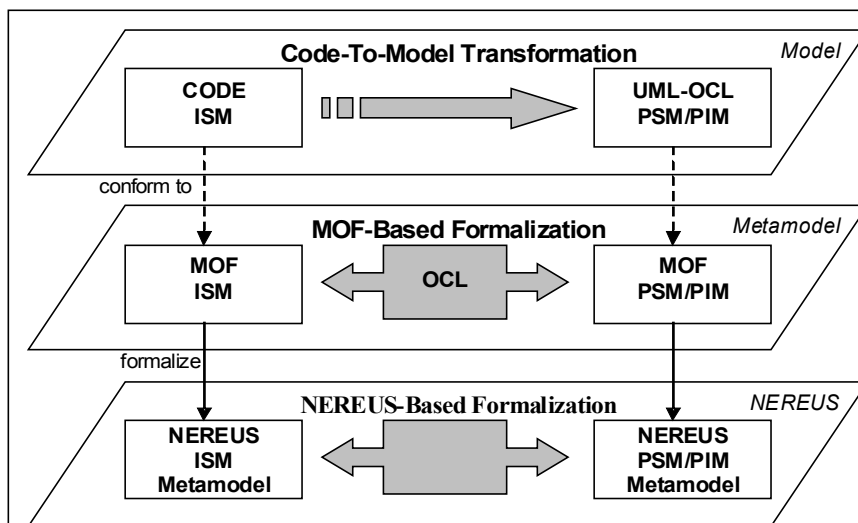 Code-To-Model Transformation
Model
CODE
ISM
UML-OCL
PSM/PIM
conform to
MOF-Based Formalization
Metamodel
MOF
ISM
OCL
MOF
PSM/PIM
formalize
NEREUS-Based Formalization
NEREUS
NEREUS
ISM
Metamodel
NEREUS
PSM/PIM
Metamodel